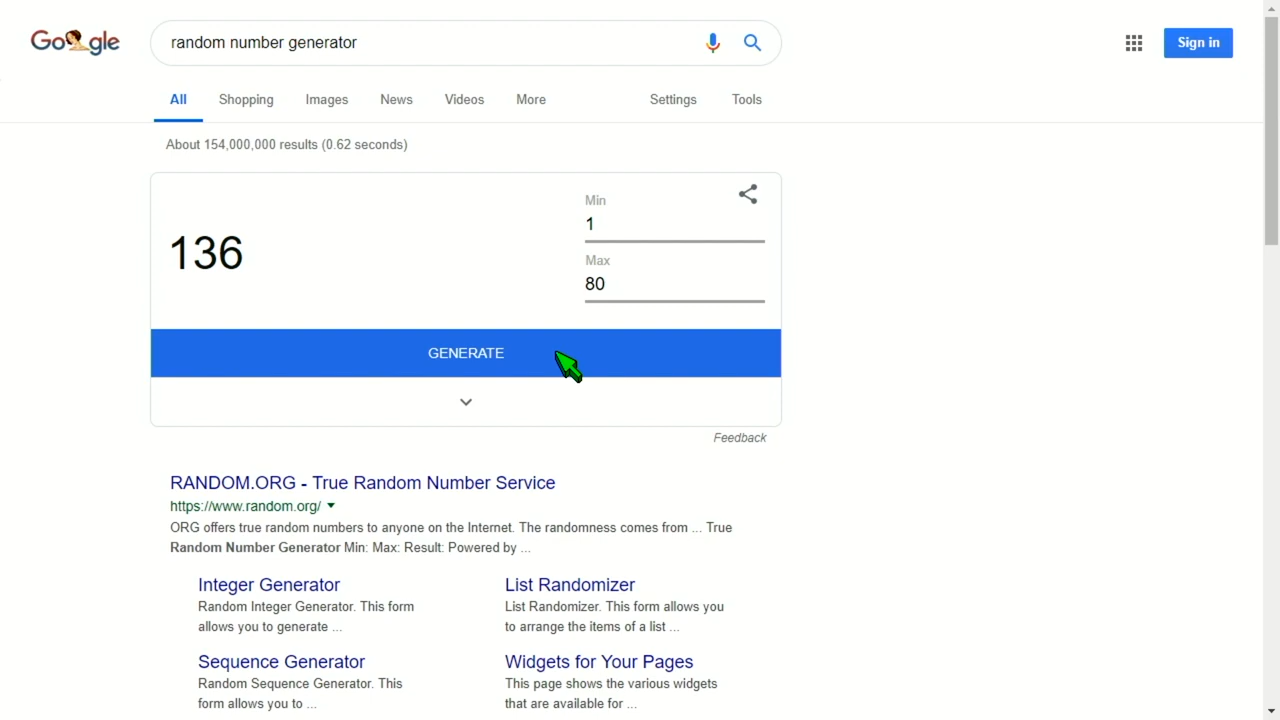 Google
random number generator
Sign in
All Shopping Images News Videos More Settings Tools
About 154,000,000 results (0.62 seconds)
Min
1
136
Max
80
GENERATE
Feedback
RANDOM.ORG - True Random Number Service
https://www.random.org/
ORG offers true random numbers to anyone on the Internet. The randomness comes from ... True
Random Number Generator Min: Max: Result: Powered by ...
Integer Generator
Random Integer Generator. This form
allows you to generate ...
List Randomizer
List Randomizer. This form allows you
to arrange the items of a list ...
Sequence Generator
Random Sequence Generator. This
form allows you to ...
Widgets for Your Pages
This page shows the various widgets
that are available for ...